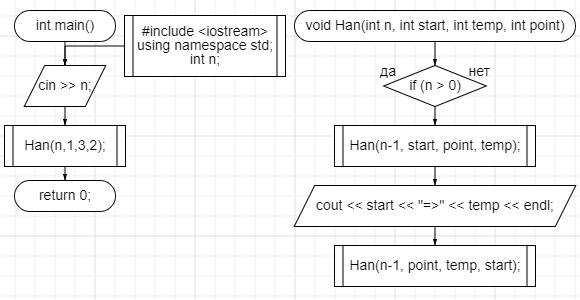 int main()
#include <iostream>
using namespace std;
int n;
cin >> n;
Han(n,1,3,2);
return 0;
void Han(int n, int start, int temp, int point)
да
нет
if (n > 0)
Han(n-1, start, point, temp);
cout << start << "=>" << temp << endl;
Han(n-1, point, temp, start);